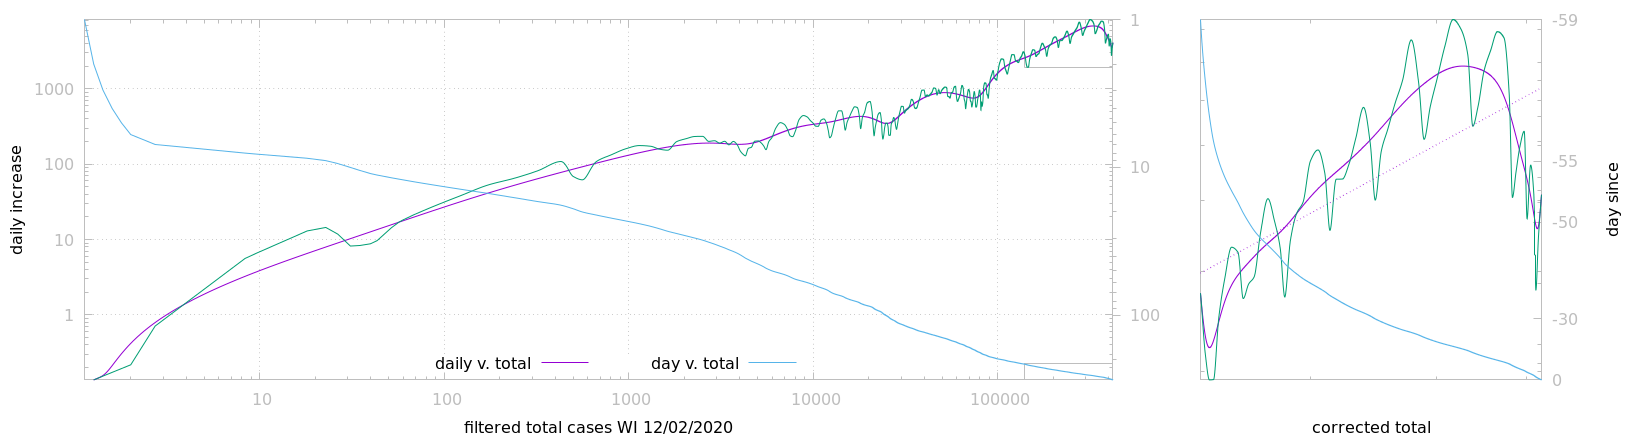 daily increase
1000
100
10
1
10
100
1000
10000
100000
1
10
100
daily v. total
day v. total
filtered total cases WI 12/02/2020
-59
-55
-50
-30
0
day since
corrected total